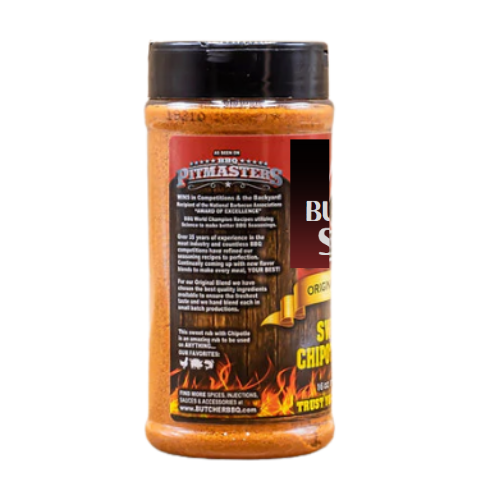 AS SEEN ON
BBQ
PITMASTERS
WINS in Competitions & the Backyard!
Recipient of the National Barbecue Associations
"AWARD OF EXCELLENCE"
BBQ World Champion Recipes utilizing
Science to make better BBQ Seasonings.
Over 35 years of experience in the
meat industry and countless BBQ
competitions have refined our
seasoning recipes to perfection.
Continually coming up with new flavor
blends to make every meal, YOUR BEST!
For our Original Blend we have
chosen the best quality ingredients
available to ensure the freshest
taste and we hand blend each in
small batch productions.
This sweet rub with Chipotle
is an amazing rub to be used
on ANYTHING...
OUR FAVORITES:
FIND MORE SPICES, INJECTIONS,
SAUCES & ACCESSORIES at
www.BUTCHERBBQ.com
BU
S
ORIGIN
SW
CHIPO
16 oz
TRUST